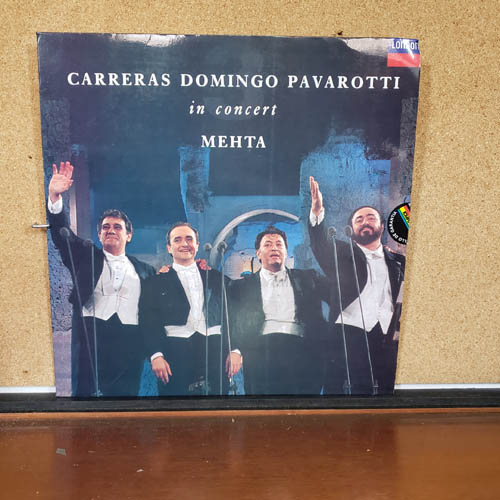 London
CARRERAS DOMINGO PAVAROTTI
in concert
MEHTA